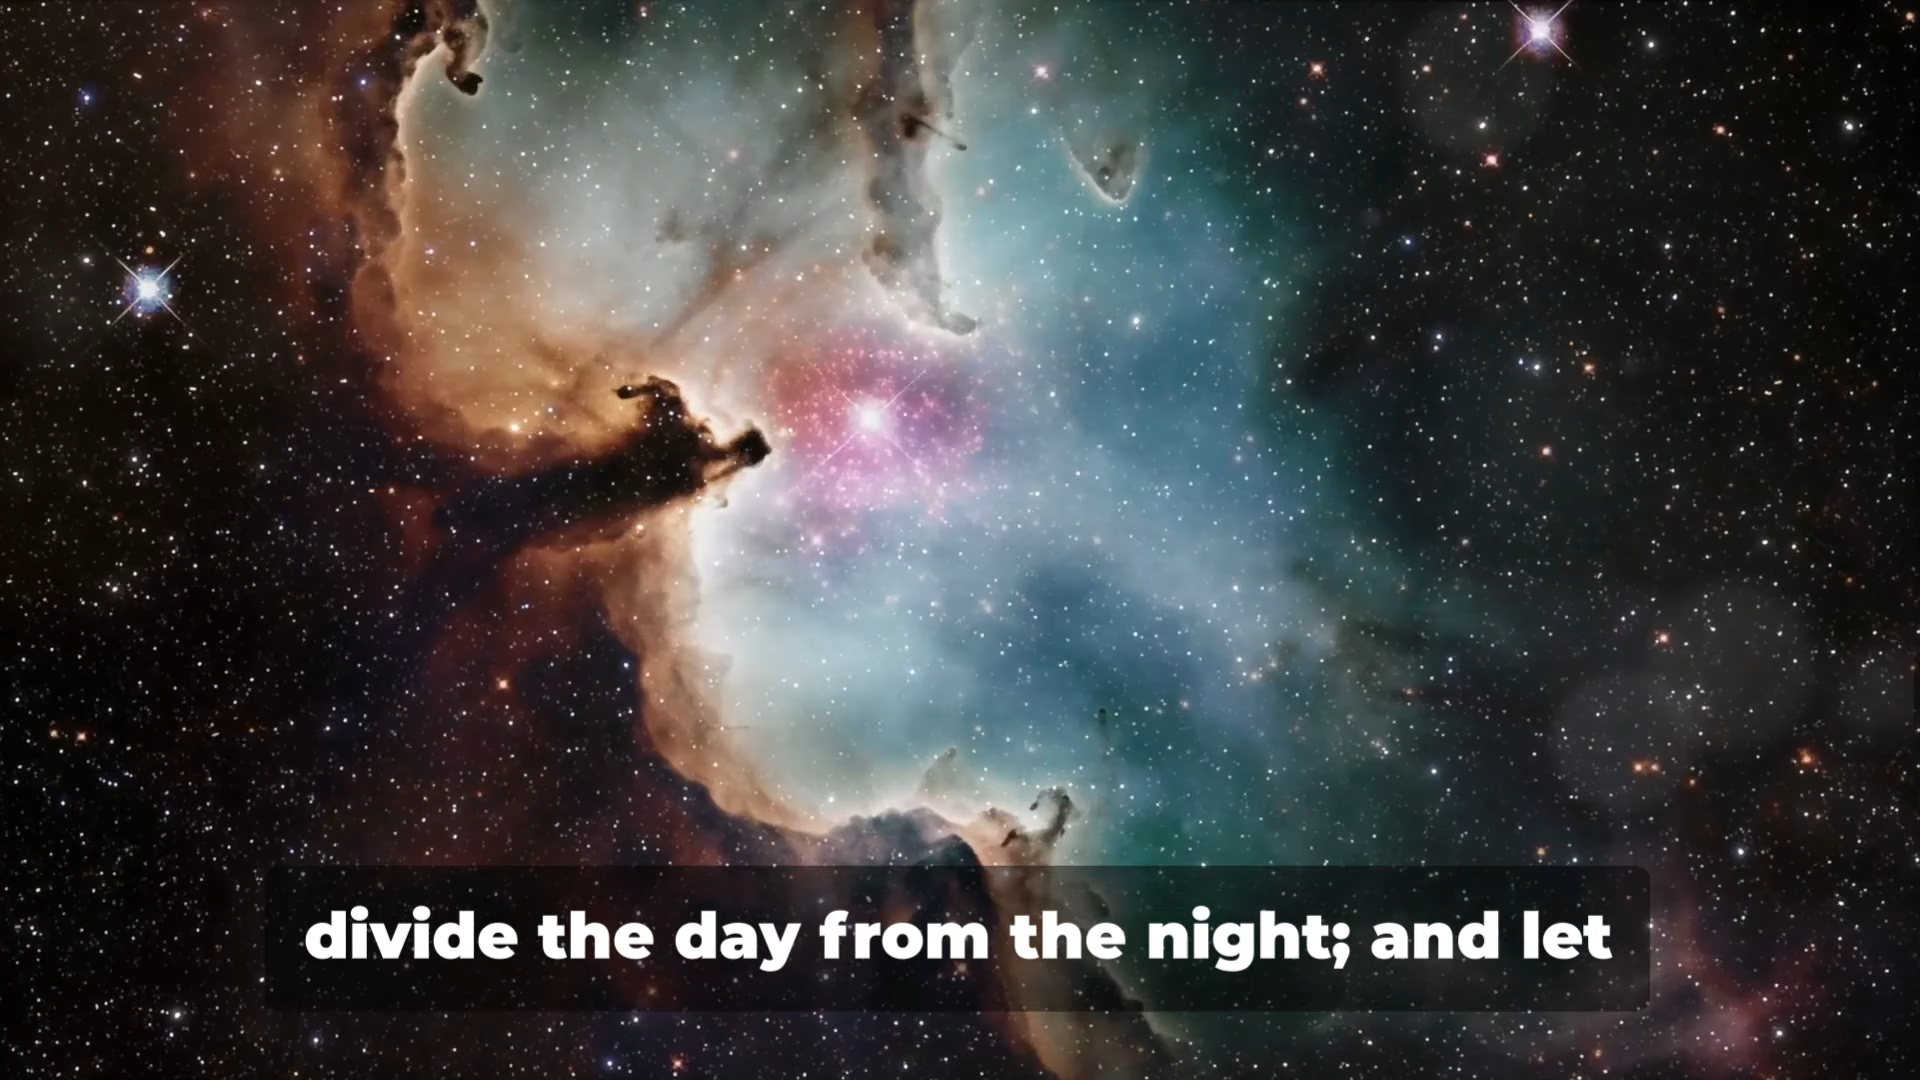 divide the day from the night; and let